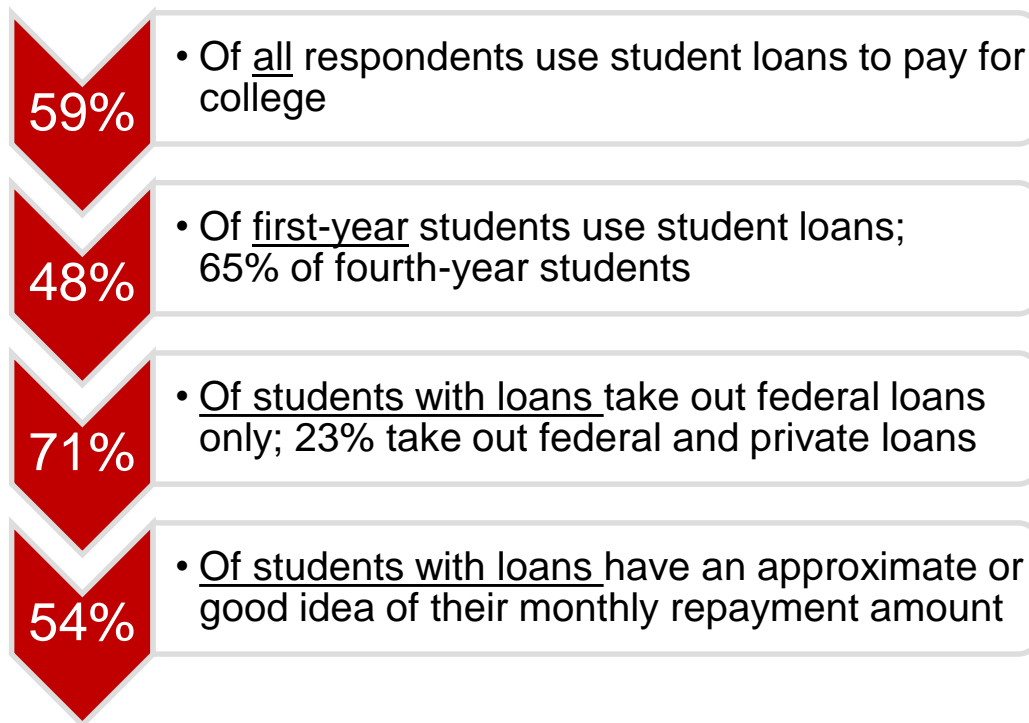 59%
• Of all respondents use student loans to pay for
college
48%
• Of first-year students use student loans;
65% of fourth-year students
71%
• Of students with loans take out federal loans
only; 23% take out federal and private loans
54%
• Of students with loans have an approximate or
good idea of their monthly repayment amount